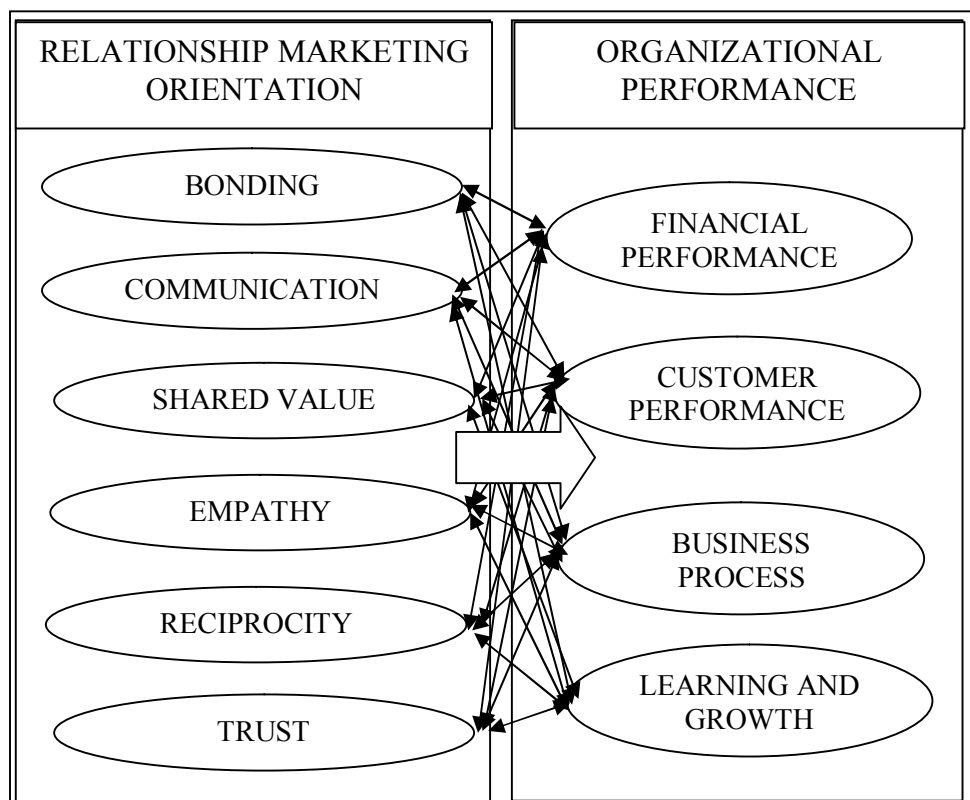 RELATIONSHIP MARKETING
ORIENTATION
BONDING
COMMUNICATION
SHARED VALUE
EMPATHY
RECIPROCITY
TRUST
ORGANIZATIONAL
PERFORMANCE
FINANCIAL
PERFORMANCE
CUSTOMER
PERFORMANCE
BUSINESS
PROCESS
LEARNING AND
GROWTH